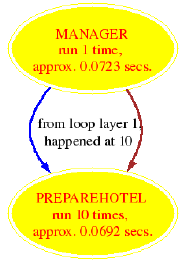 MANAGER
run 1 time,
approx. 0.0723 secs.
from loop layer 1,
happened at 10
PREPAREHOTEL
run 10 times,
approx. 0.0692 secs.